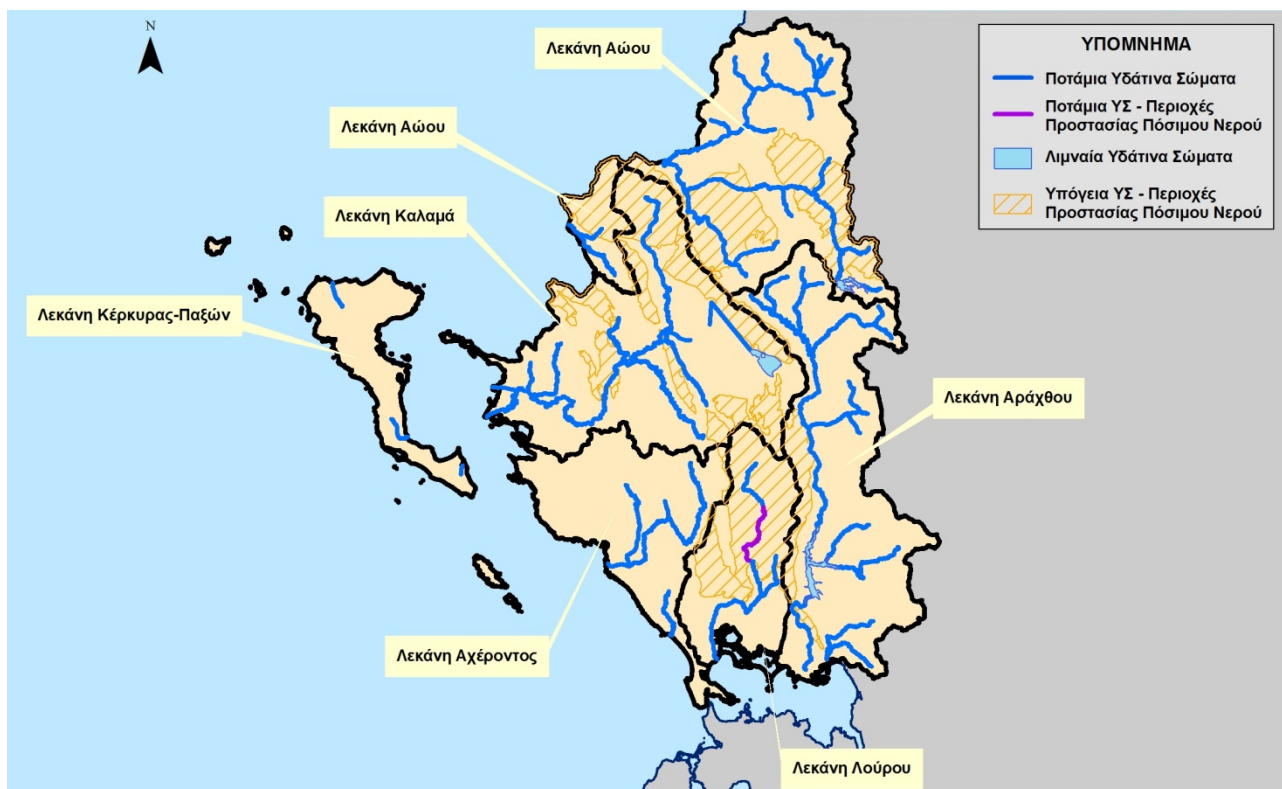 N
Λεκάνη Αώου
Λεκάνη Αώου
Λεκάνη Καλαμά
Λεκάνη Κέρκυρας-Παξών
Λεκάνη Αράχθου
Λεκάνη Αχέροντος
Λεκάνη Λούρου
ΥΠΟΜΝΗΜΑ
Ποτάμια Υδάτινα Σώματα
Ποτάμια ΥΣ - Περιοχές
Προστασίας Πόσιμου Νερού
Λιμναία Υδάτινα Σώματα
Υπόγεια ΥΣ - Περιοχές
Προστασίας Πόσιμου Νερού